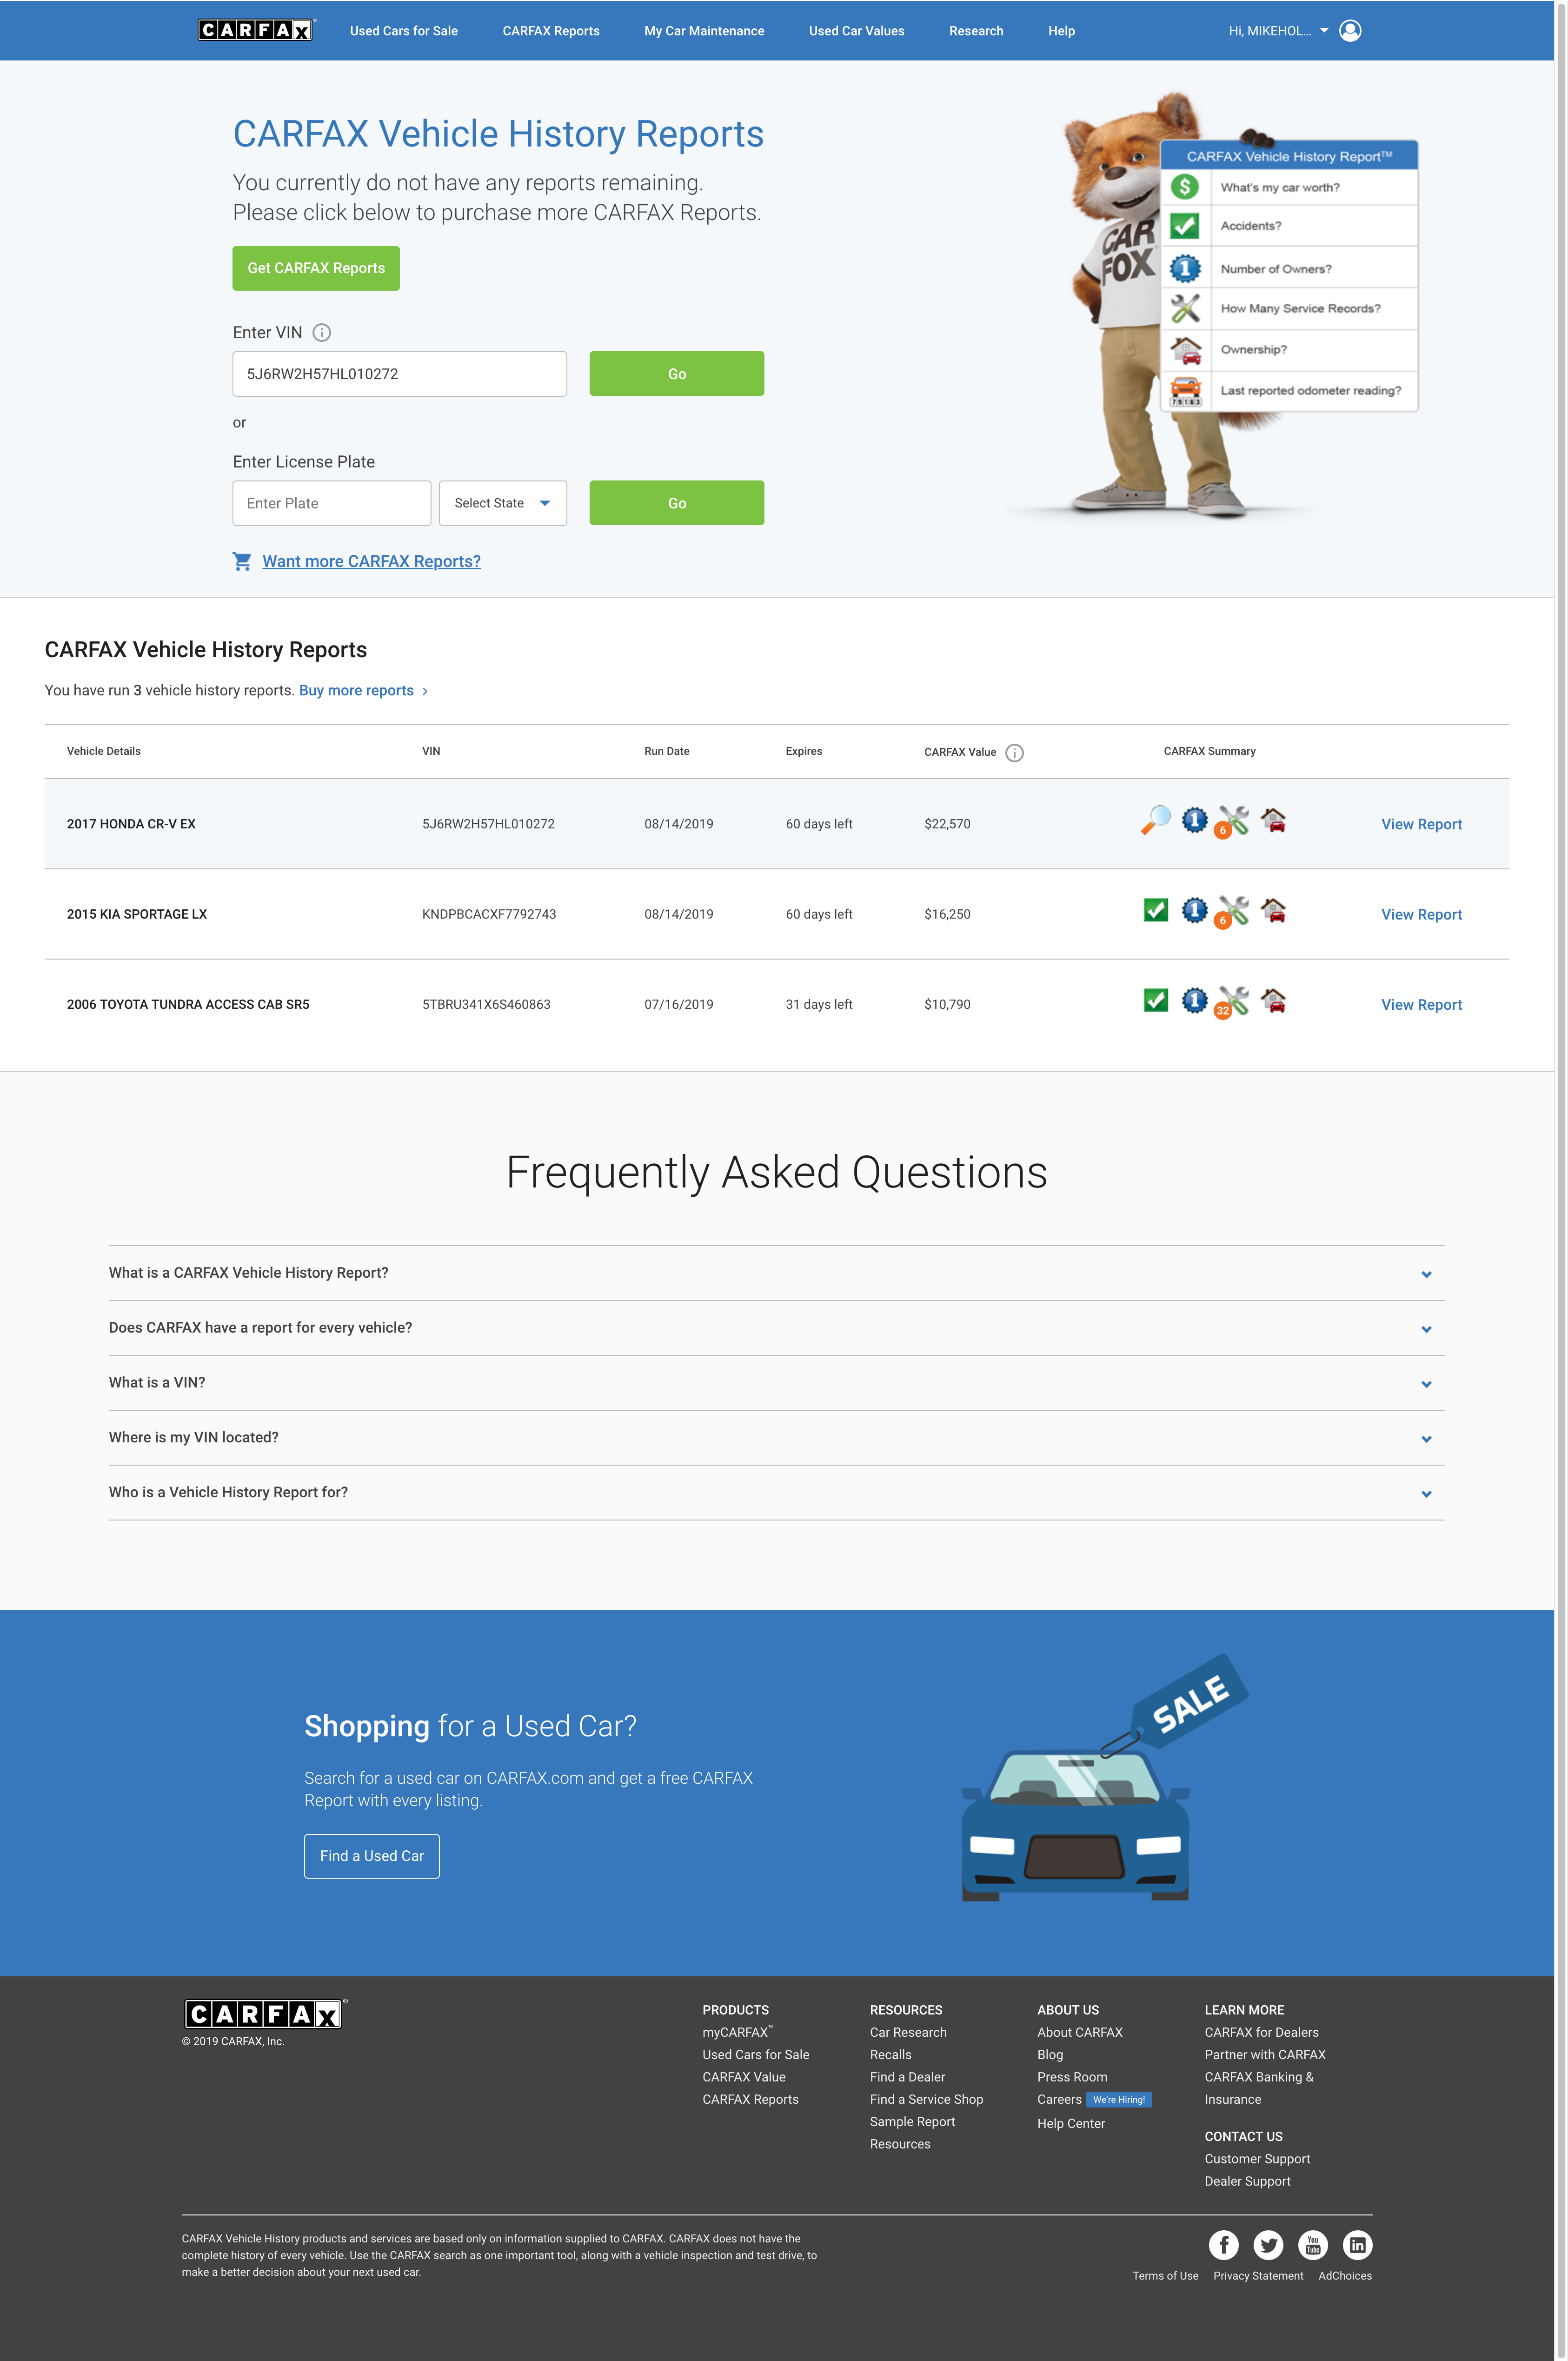 CARFAX®
Used Cars for Sale
CARFAX Reports
My Car Maintenance
Used Car Values
Research
Help
Hi, MIKEHOL...
CARFAX Vehicle History Reports
You currently do not have any reports remaining.
Please click below to purchase more CARFAX Reports.
Get CARFAX Reports
Enter VIN
5J6RW2H57HL010272
Go
or
Enter License Plate
Enter Plate
Select State
Go
Want more CARFAX Reports?
CAR
FOX
CARFAX Vehicle History Report™
$ What's my car worth?
Accidents?
1 Number of Owners?
How Many Service Records?
Ownership?
79163 Last reported odometer reading?
CARFAX Vehicle History Reports
You have run 3 vehicle history reports. Buy more reports
Vehicle Details VIN Run Date Expires CARFAX Value CARFAX Summary
2017 HONDA CR-V EX 5J6RW2H57HL010272 08/14/2019 60 days left $22,570 1 6 View Report
2015 KIA SPORTAGE LX KNDPBCACXF7792743 08/14/2019 60 days left $16,250 1 6 View Report
2006 TOYOTA TUNDRA ACCESS CAB SR5 5TBRU341X6S460863 07/16/2019 31 days left $10,790 1 32 View Report
Frequently Asked Questions
What is a CARFAX Vehicle History Report?
Does CARFAX have a report for every vehicle?
What is a VIN?
Where is my VIN located?
Who is a Vehicle History Report for?
Shopping for a Used Car?
Search for a used car on CARFAX.com and get a free CARFAX
Report with every listing.
Find a Used Car
SALE
CARFAX®
© 2019 CARFAX, Inc.
PRODUCTS
myCARFAX™
Used Cars for Sale
CARFAX Value
CARFAX Reports
RESOURCES
Car Research
Recalls
Find a Dealer
Find a Service Shop
Sample Report
Resources
ABOUT US
About CARFAX
Blog
Press Room
Careers We're Hiring!
Help Center
LEARN MORE
CARFAX for Dealers
Partner with CARFAX
CARFAX Banking &
Insurance
CONTACT US
Customer Support
Dealer Support
CARFAX Vehicle History products and services are based only on information supplied to CARFAX. CARFAX does not have the
complete history of every vehicle. Use the CARFAX search as one important tool, along with a vehicle inspection and test drive, to
make a better decision about your next used car.
f You Tube in
Terms of Use Privacy Statement AdChoices